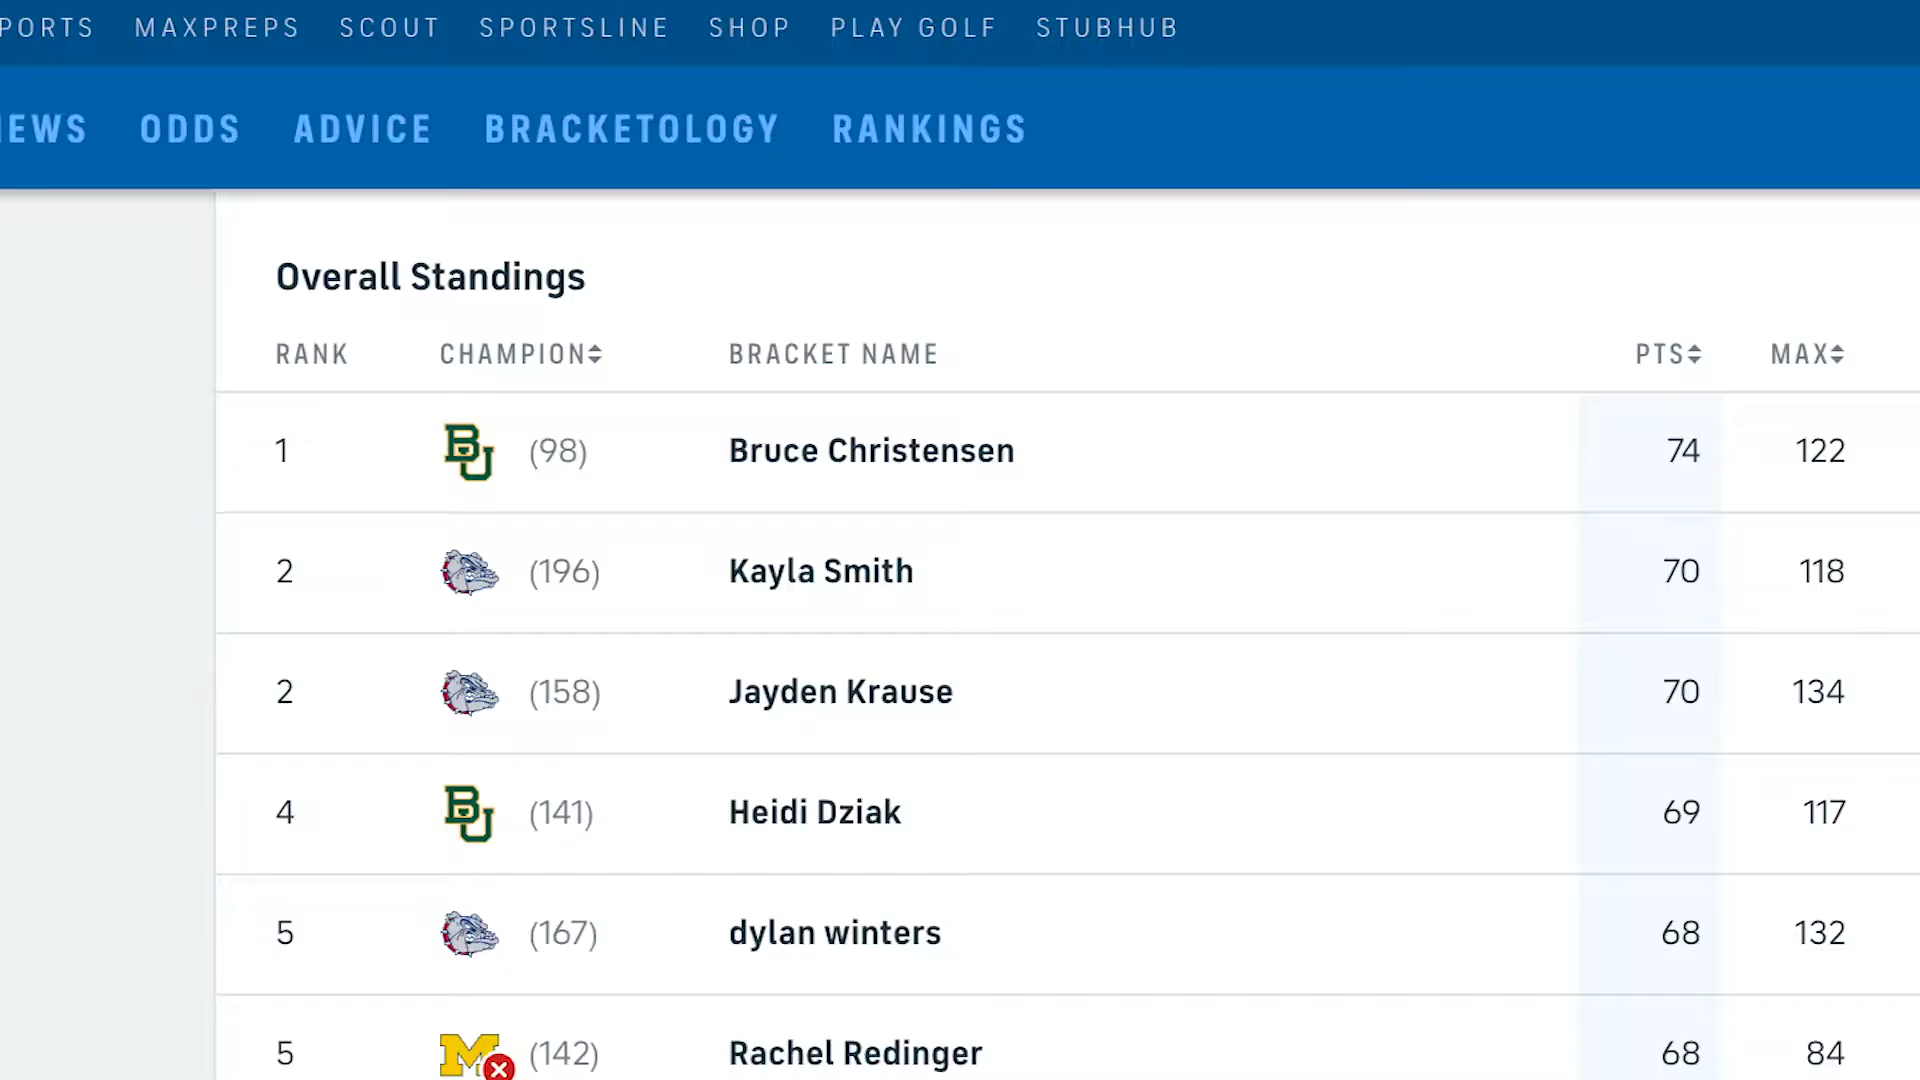 PORTS MAXPREPS SCOUT SPORTSLINE SHOP PLAY GOLF STUBHUB
EWS ODDS ADVICE BRACKETOLOGY RANKINGS
Overall Standings
RANK CHAMPION BRACKET NAME PTS MAX
1 BU (98) Bruce Christensen 74 122
2 (196) Kayla Smith 70 118
2 (158) Jayden Krause 70 134
4 BU (141) Heidi Dziak 69 117
5 (167) dylan winters 68 132
5 M (142) Rachel Redinger 68 84